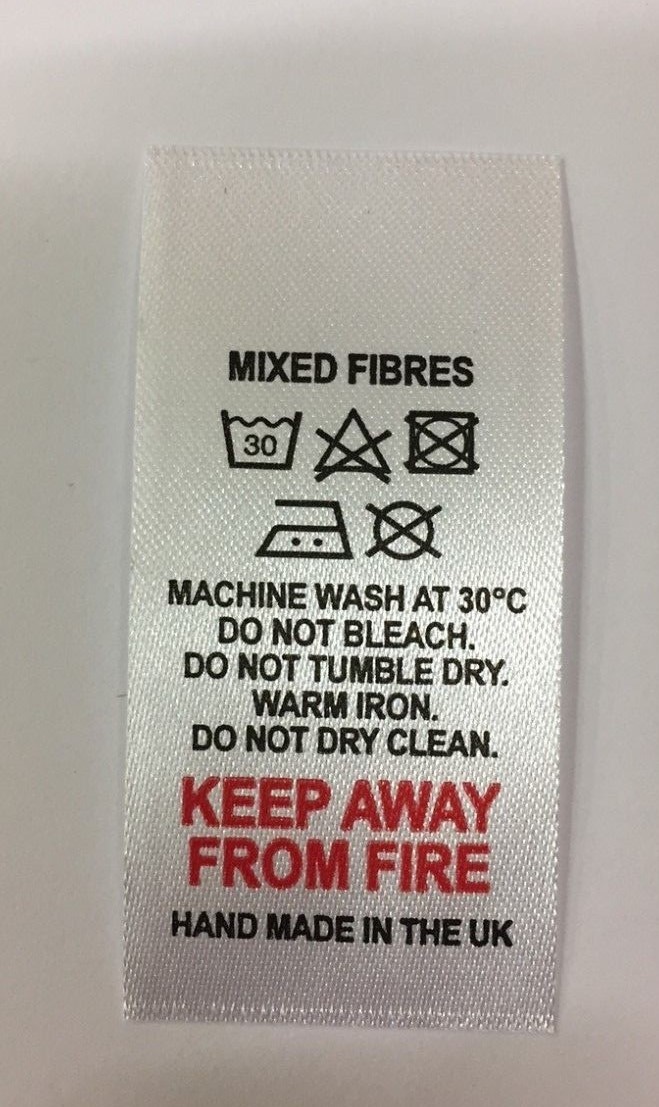 MIXED FIBRES
30
MACHINE WASH AT 30°C
DO NOT BLEACH.
DO NOT TUMBLE DRY.
WARM IRON.
DO NOT DRY CLEAN.
KEEP AWAY
FROM FIRE
HAND MADE IN THE UK